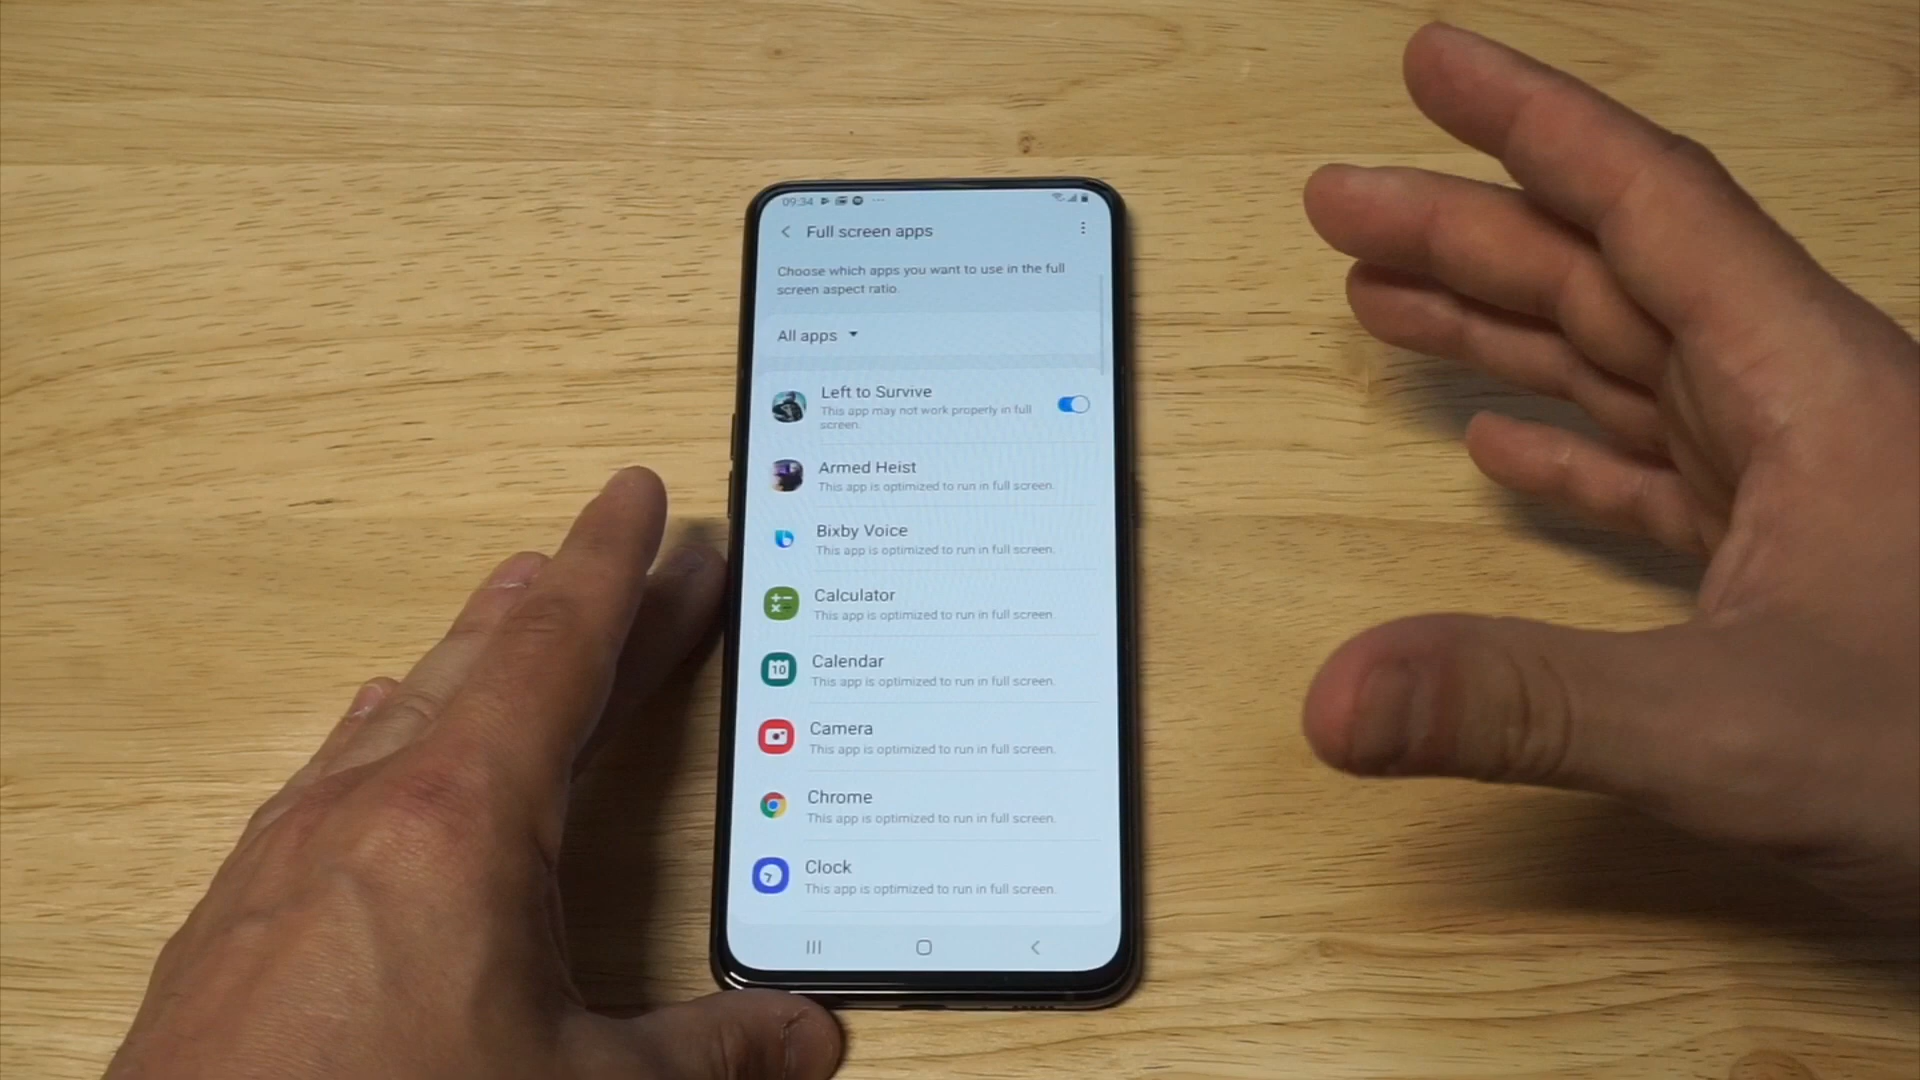 09:34
Full screen apps
Choose which apps you want to use in the full
screen aspect ratio.
All apps
Left to Survive
This app may not work properly in full
screen.
Armed Heist
This app is optimized to run in full screen.
Bixby Voice
This app is optimized to run in full screen.
Calculator
This app is optimized to run in full screen.
10
Calendar
This app is optimized to run in full screen.
Camera
This app is optimized to run in full screen.
Chrome
This app is optimized to run in full screen.
7
Clock
This app is optimized to run in full screen.